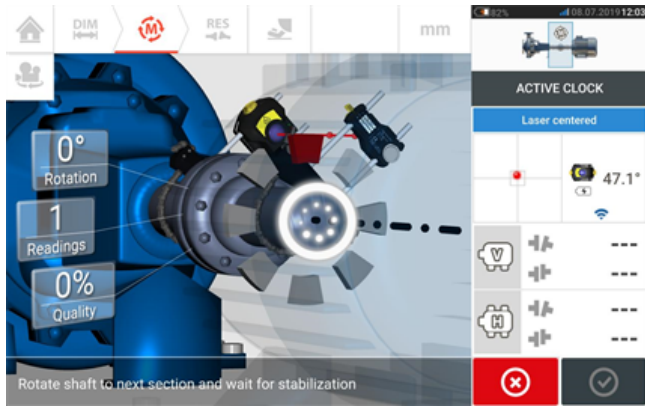 DIM
M
RES
mm
82%
08.07.2019 12:03
ACTIVE CLOCK
Laser centered
47.1°
0°
Rotation
1
Readings
0%
Quality
V
---
---
H
---
---
Rotate shaft to next section and wait for stabilization